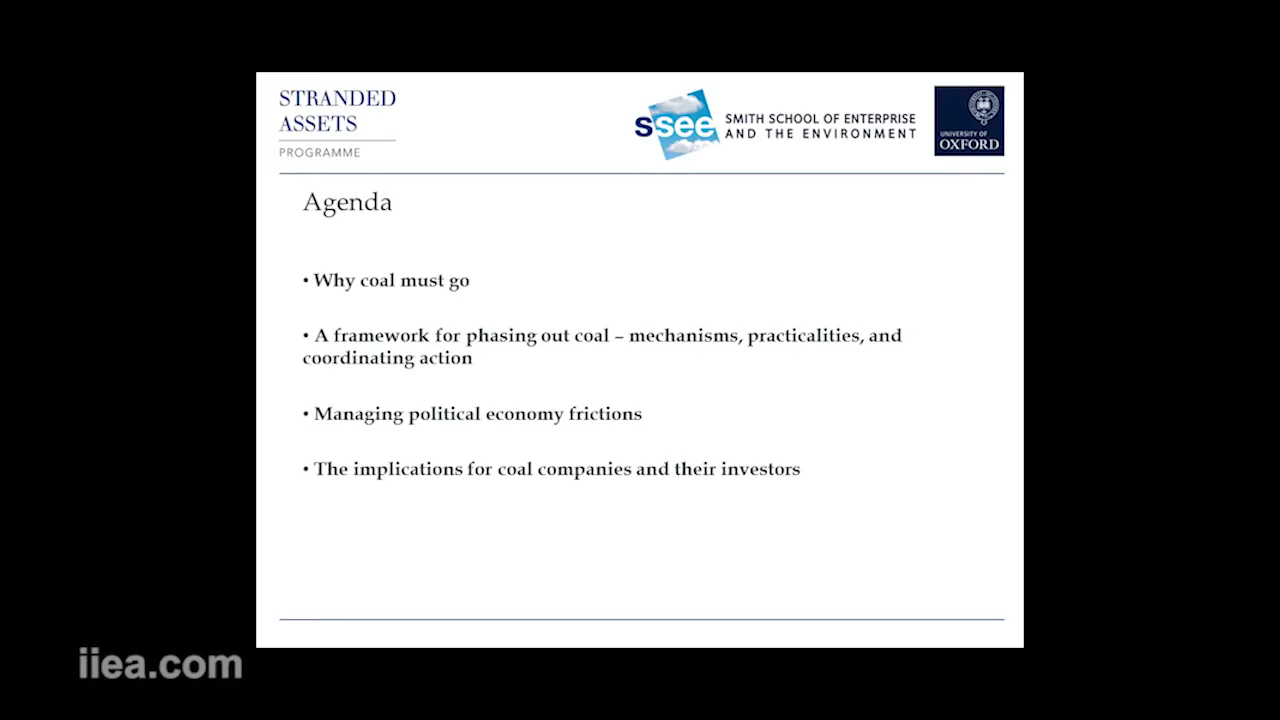 STRANDED
ASSETS
PROGRAMME
ssee
SMITH SCHOOL OF ENTERPRISE
AND THE ENVIRONMENT
UNIVERSITY OF
OXFORD
Agenda
• Why coal must go
• A framework for phasing out coal – mechanisms, practicalities, and
coordinating action
• Managing political economy frictions
• The implications for coal companies and their investors
iiea.com